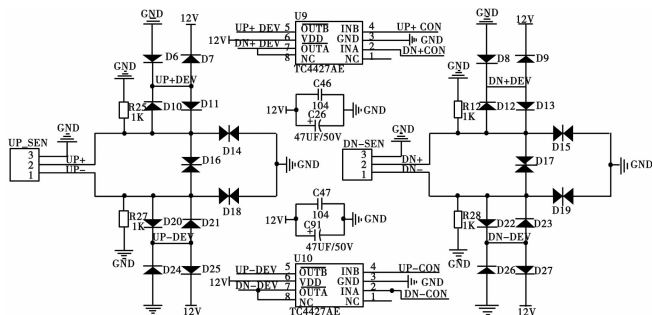 U9
GND
12V
UP+ DEV
5
OUTB
INB
4
UP+ CON
GND
12V
12V
6
VDD
GND
3
GND
DN+ DEV
7
OUTA
INA
2
DN+CON
8
NC
NC
1
TC4427AE
GND
D6
D7
UP+DEV
D10
D11
R25
1K
GND
D8
D9
DN+DEV
D12
D13
R12
1K
C46
104
12V
GND
C26
+
47UF/50V
UP_SEN
GND
3
2
1
UP+
UP-
D14
D16
GND
D18
DN-SEN
GND
3
2
1
DN+
DN-
D15
D17
GND
D19
R27
1K
GND
D20
D21
UP-DEV
D24
D25
12V
C47
104
12V
GND
C91
+
47UF/50V
R28
1K
GND
D22
D23
DN-DEV
D26
D27
12V
U10
UP-DEV
5
OUTB
INB
4
UP-CON
12V
6
VDD
GND
3
GND
DN-DEV
7
OUTA
INA
2
DN-CON
8
NC
NC
1
TC4427AE